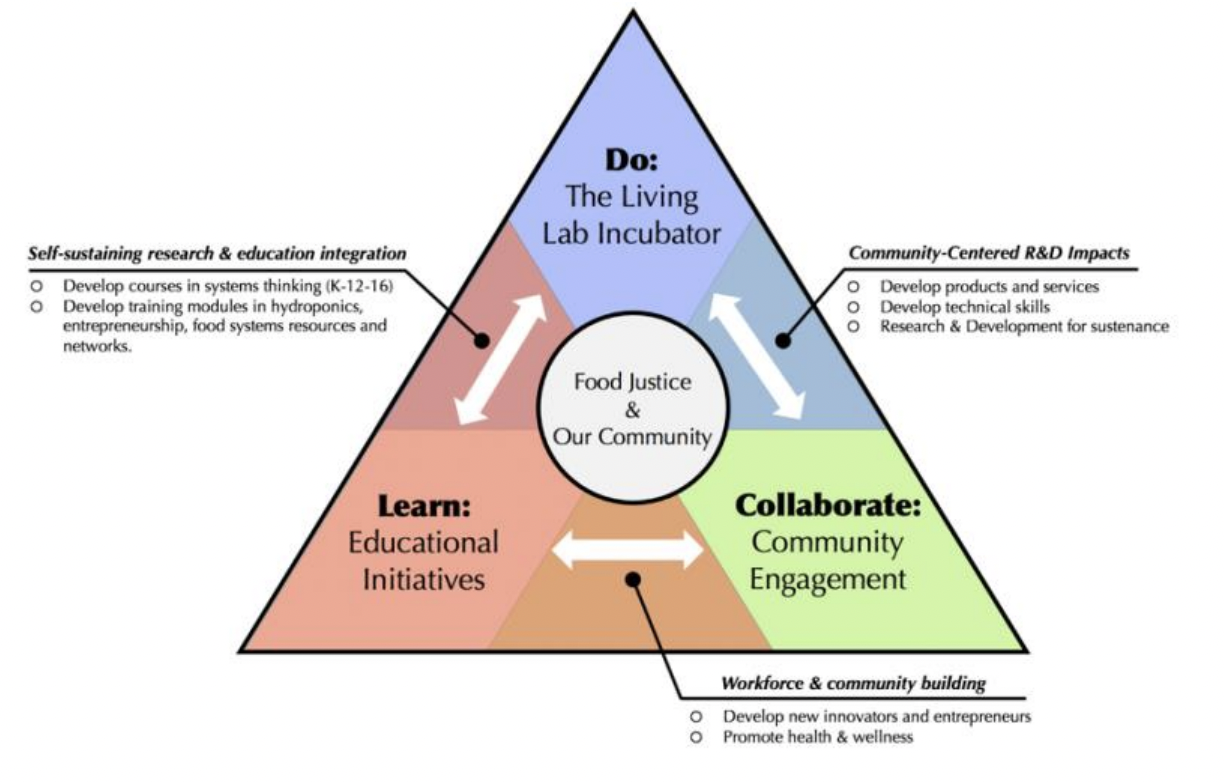 Do:
The Living
Lab Incubator
Self-sustaining research & education integration
○ Develop courses in systems thinking (K-12-16)
○ Develop training modules in hydroponics,
entrepreneurship, food systems resources and
networks.
Community-Centered R&D Impacts
○ Develop products and services
○ Develop technical skills
○ Research & Development for sustenance
Food Justice
&
Our Community
Learn:
Educational
Initiatives
Collaborate:
Community
Engagement
Workforce & community building
○ Develop new innovators and entrepreneurs
○ Promote health & wellness